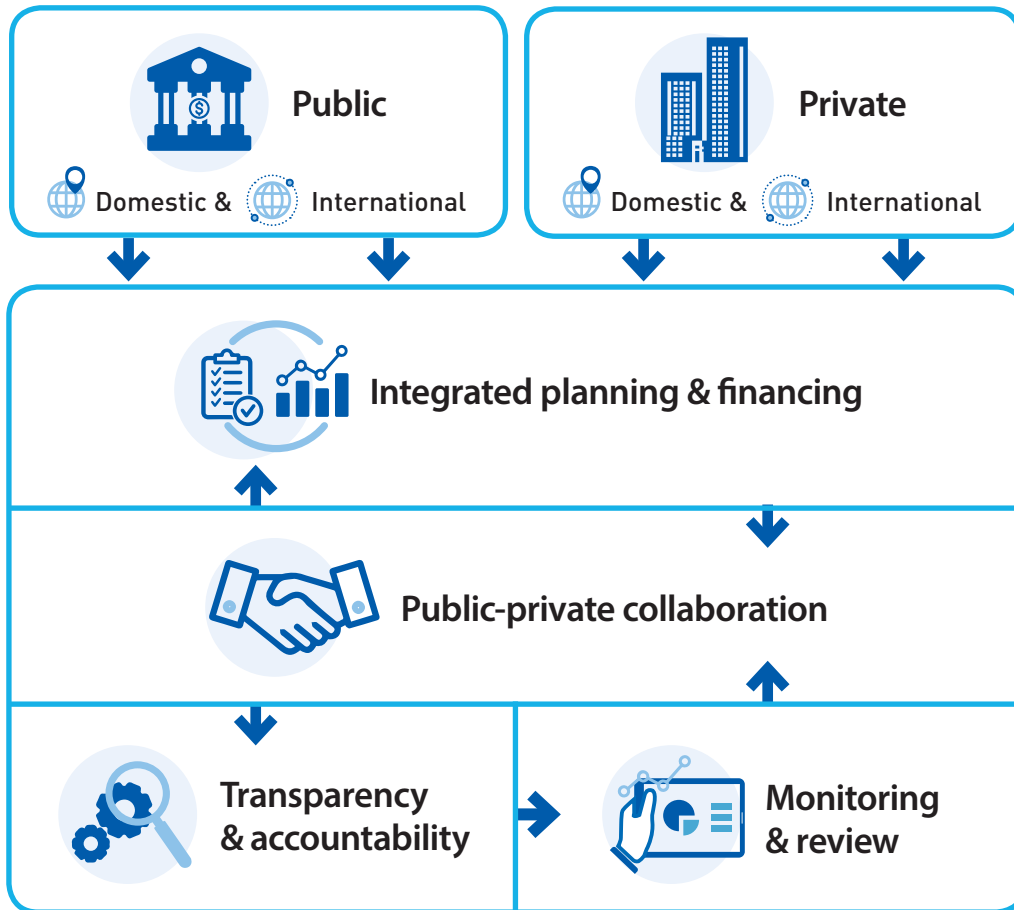 Public
Domestic & International
Private
Domestic & International
Integrated planning & financing
Public-private collaboration
Transparency
& accountability
Monitoring
& review